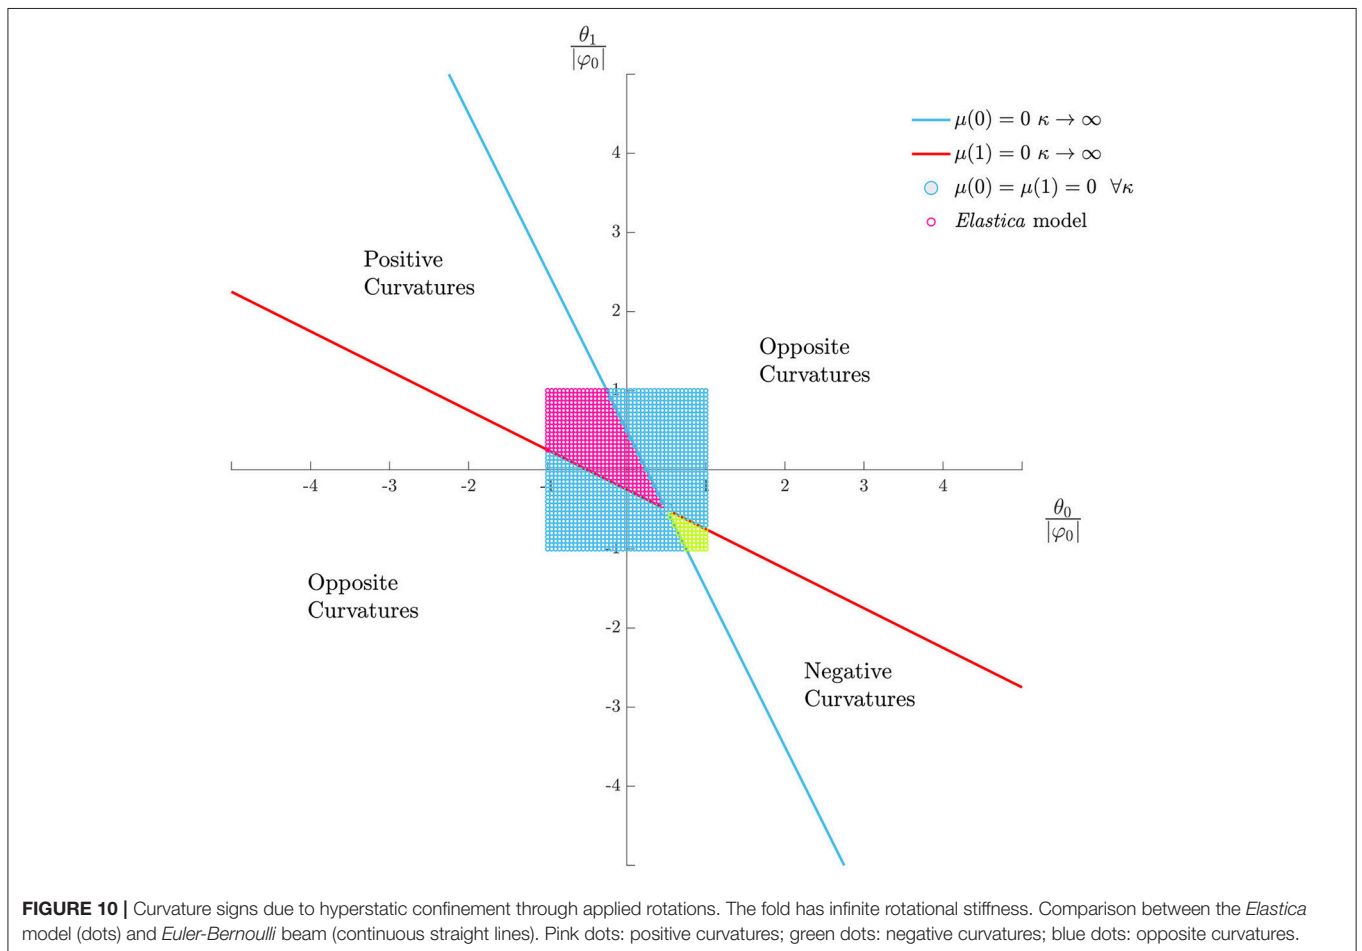 θ₁
|φ₀|
μ(0) = 0 κ → ∞
μ(1) = 0 κ → ∞
μ(0) = μ(1) = 0 ∀κ
Elastica model
4
3
Positive
Curvatures
2
Opposite
Curvatures
1
-4
-3
-2
-1
1
2
3
4
θ₀
|φ₀|
-1
Opposite
Curvatures
-2
Negative
Curvatures
-3
-4
FIGURE 10 | Curvature signs due to hyperstatic confinement through applied rotations. The fold has infinite rotational stiffness. Comparison between the Elastica
model (dots) and Euler-Bernoulli beam (continuous straight lines). Pink dots: positive curvatures; green dots: negative curvatures; blue dots: opposite curvatures.